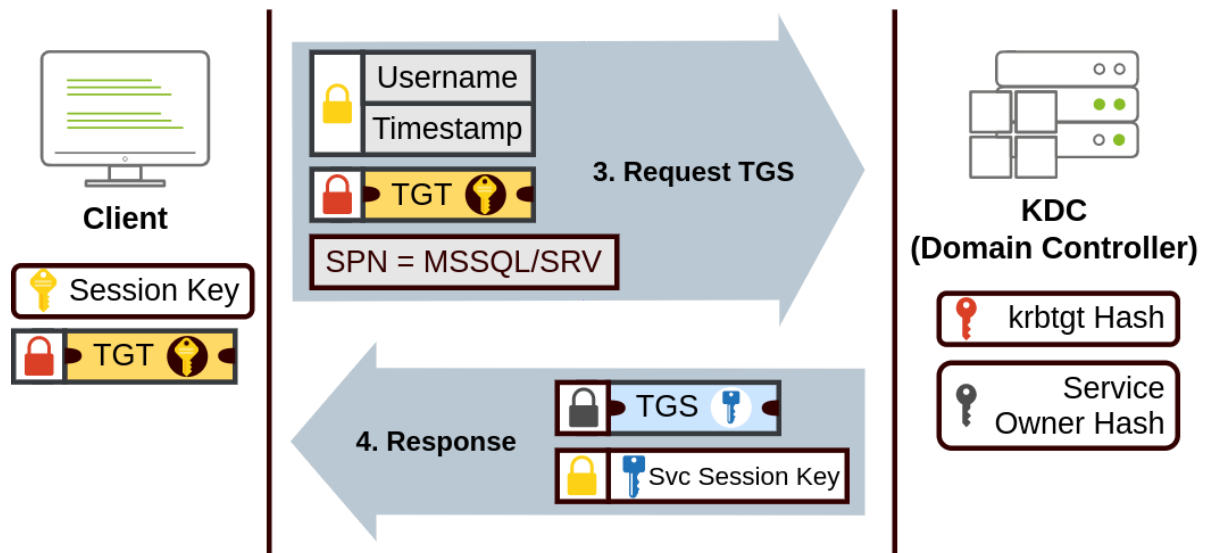 Client
Session Key
TGT
Username
Timestamp
TGT
SPN = MSSQL/SRV
3. Request TGS
4. Response
TGS
Svc Session Key
KDC
(Domain Controller)
krbtgt Hash
Service
Owner Hash